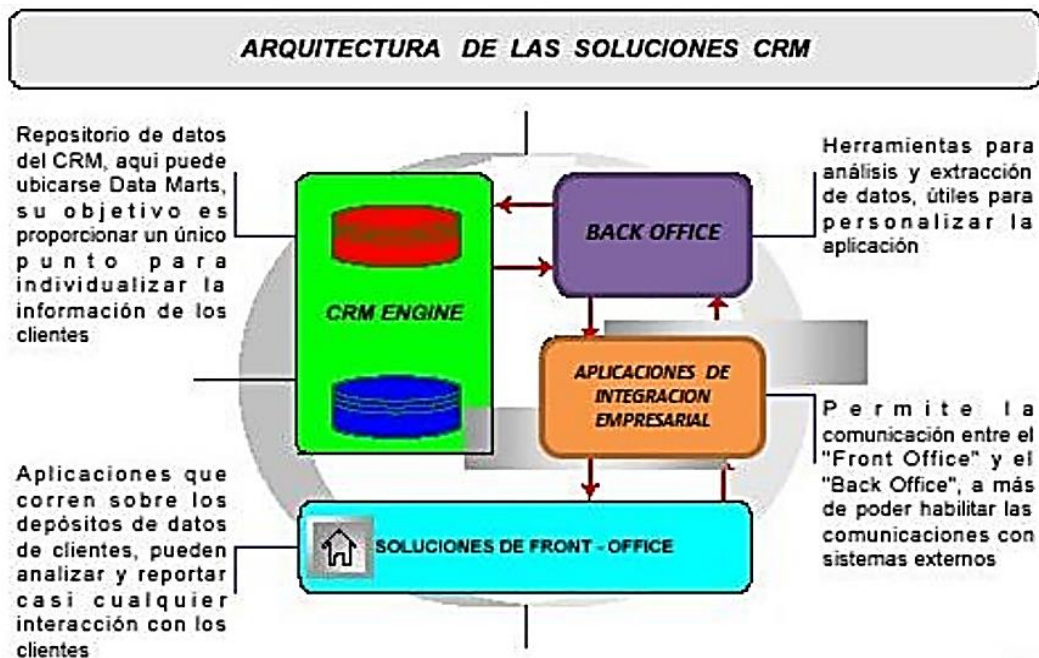 ARQUITECTURA DE LAS SOLUCIONES CRM
Repositorio de datos
del CRM, aqui puede
ubicarse Data Marts,
su objetivo es
proporcionar un único
punto para
individualizar la
información de los
clientes
CRM ENGINE
BACK OFFICE
Herramientas para
análisis y extracción
de datos, útiles para
personalizar la
aplicación
APLICACIONES DE
INTEGRACION
EMPRESARIAL
Permite la
comunicación entre el
"Front Office" y el
"Back Office", a más
de poder habilitar las
comunicaciones con
sistemas externos
Aplicaciones que
corren sobre los
depósitos de datos
de clientes, pueden
analizar y reportar
casi cualquier
interacción con los
clientes
SOLUCIONES DE FRONT - OFFICE